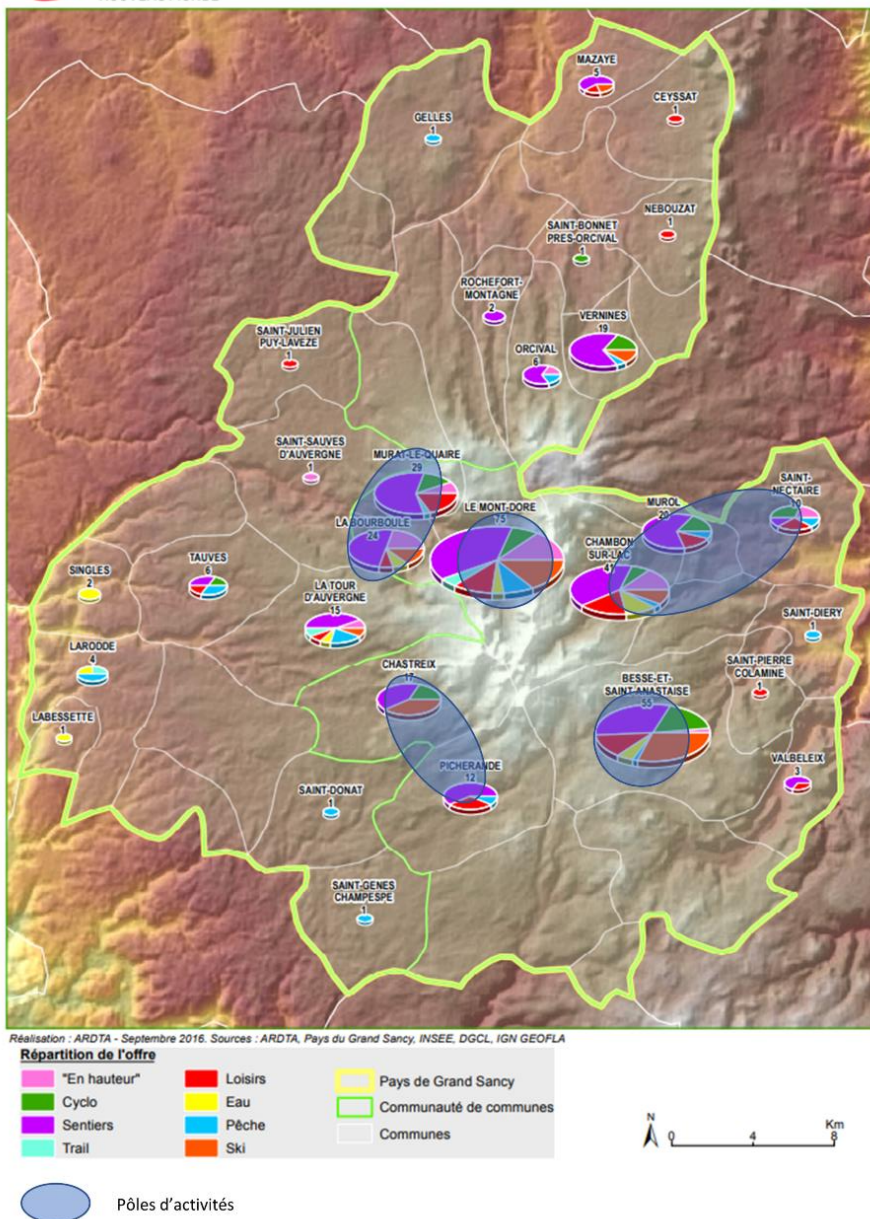 MAZAYE
5
CEYSSAT
1
GELLES
1
NEBOUZAT
1
SAINT-BONNET
PRES-ORCIVAL
1
ROCHEFORT-
MONTAGNE
2
VERNINES
19
SAINT-JULIEN
PUY-LAVEZE
1
ORCIVAL
6
SAINT-SAUVES
D'AUVERGNE
1
MURAT-LE-QUAIRE
29
SAINT-
NECTAIRE
10
LE MONT-DORE
75
MUROL
20
LA BOURBOULE
24
CHAMBON-
SUR-LAC
41
SINGLES
2
TAUVES
6
LA TOUR
D'AUVERGNE
15
SAINT-DIERY
1
LARODDE
4
CHASTREIX
17
SAINT-PIERRE
COLAMINE
1
BESSE-ET-
SAINT-ANASTAISE
55
LABESSETTE
1
PICHERANDE
12
VALBELEIX
3
SAINT-DONAT
1
SAINT-GENES
CHAMPESPE
1
Réalisation : ARDTA - Septembre 2016. Sources : ARDTA, Pays du Grand Sancy, INSEE, DGCL, IGN GEOFLA
Répartition de l'offre
"En hauteur"
Cyclo
Sentiers
Trail
Loisirs
Eau
Pêche
Ski
Pays de Grand Sancy
Communauté de communes
Communes
N
Km
0 4 8
Pôles d'activités